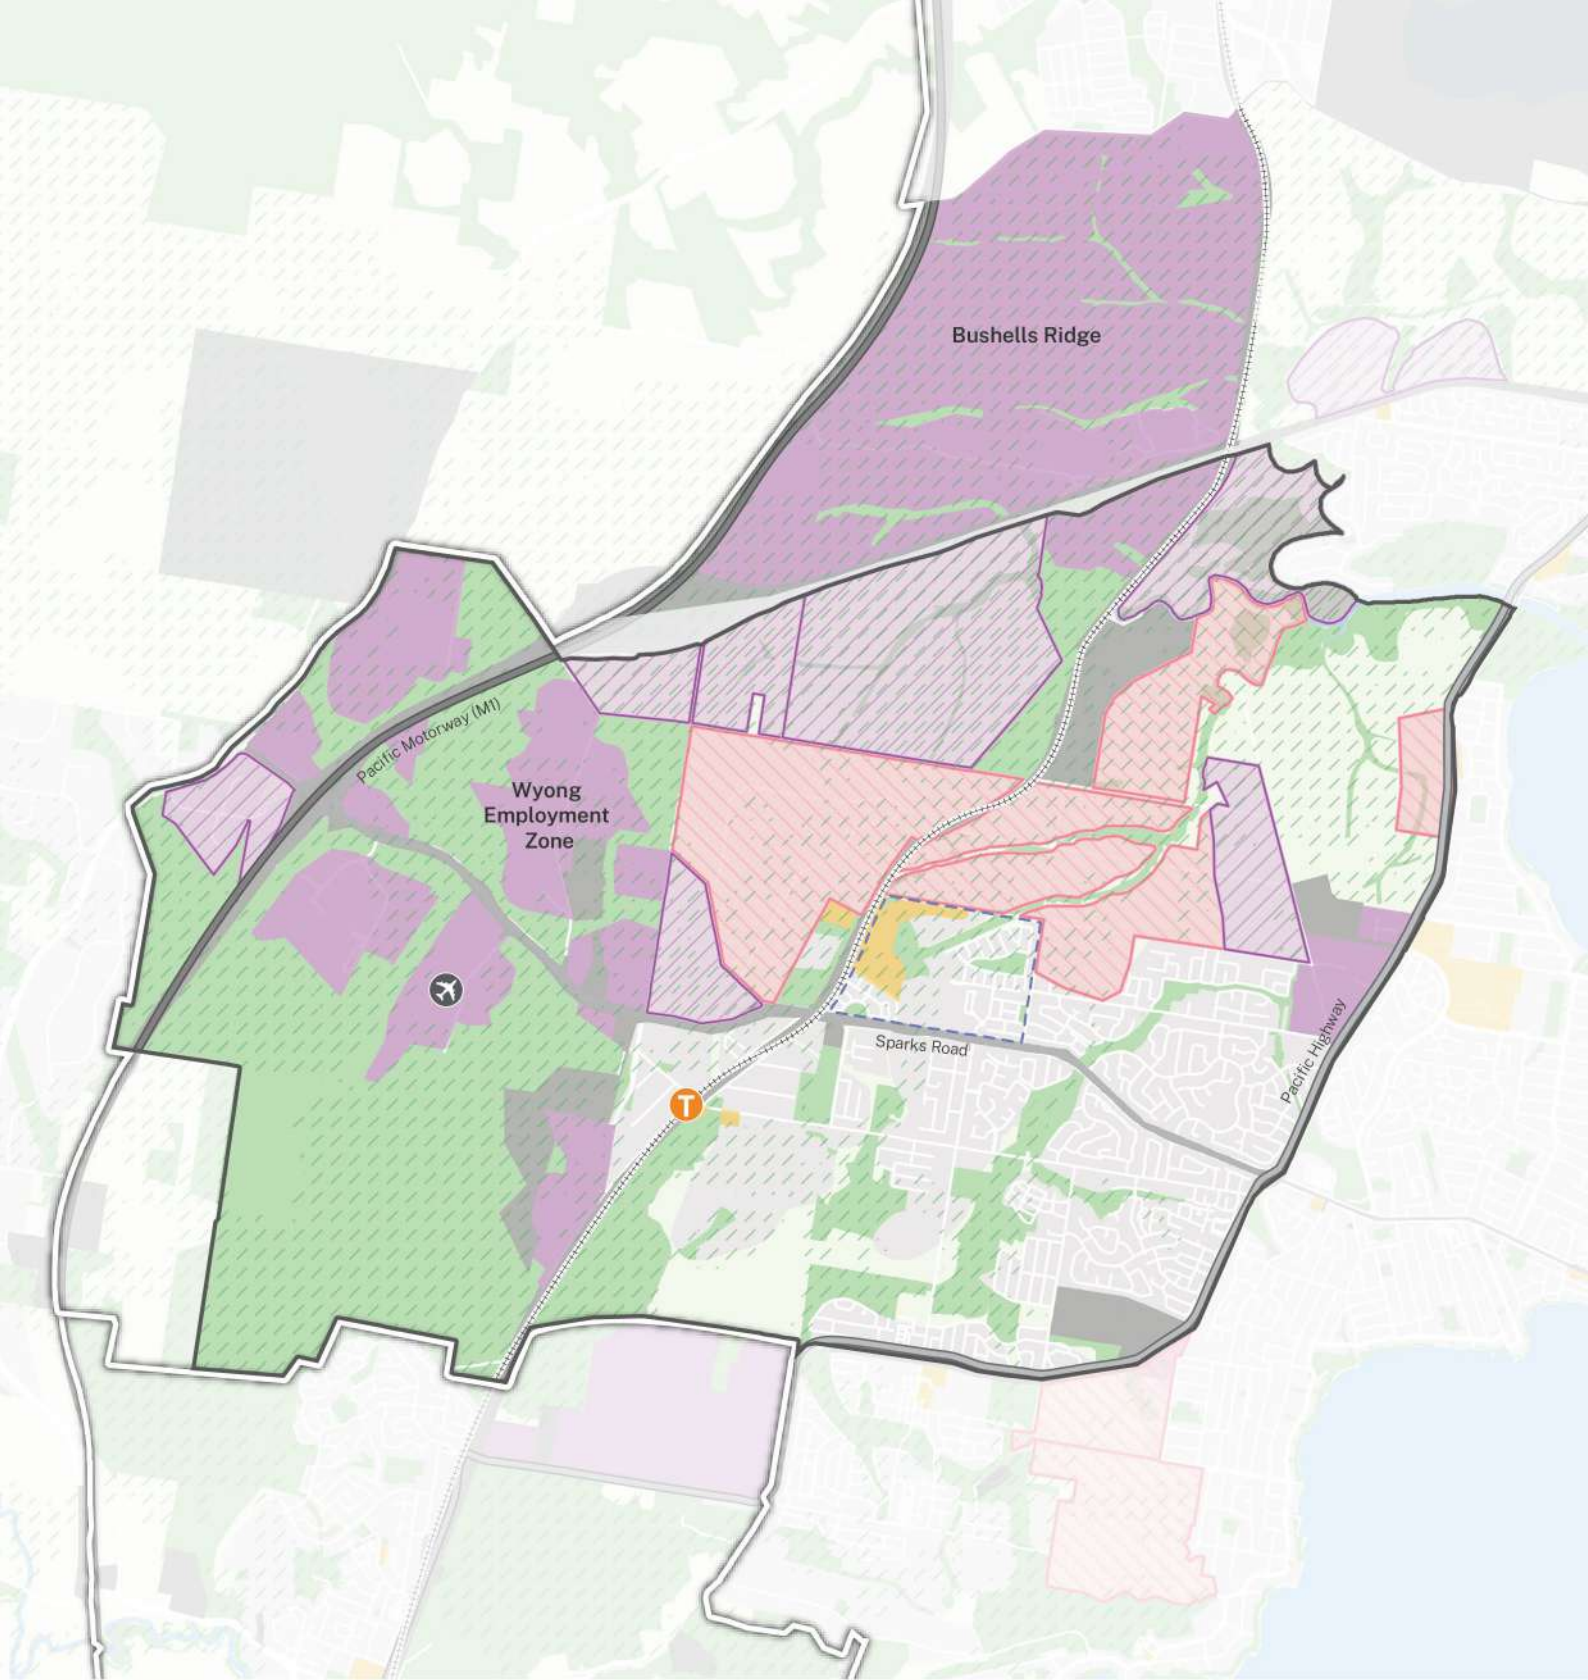 Bushells Ridge
Pacific Motorway (M1)
Wyong
Employment
Zone
T
Sparks Road
Pacific Highway